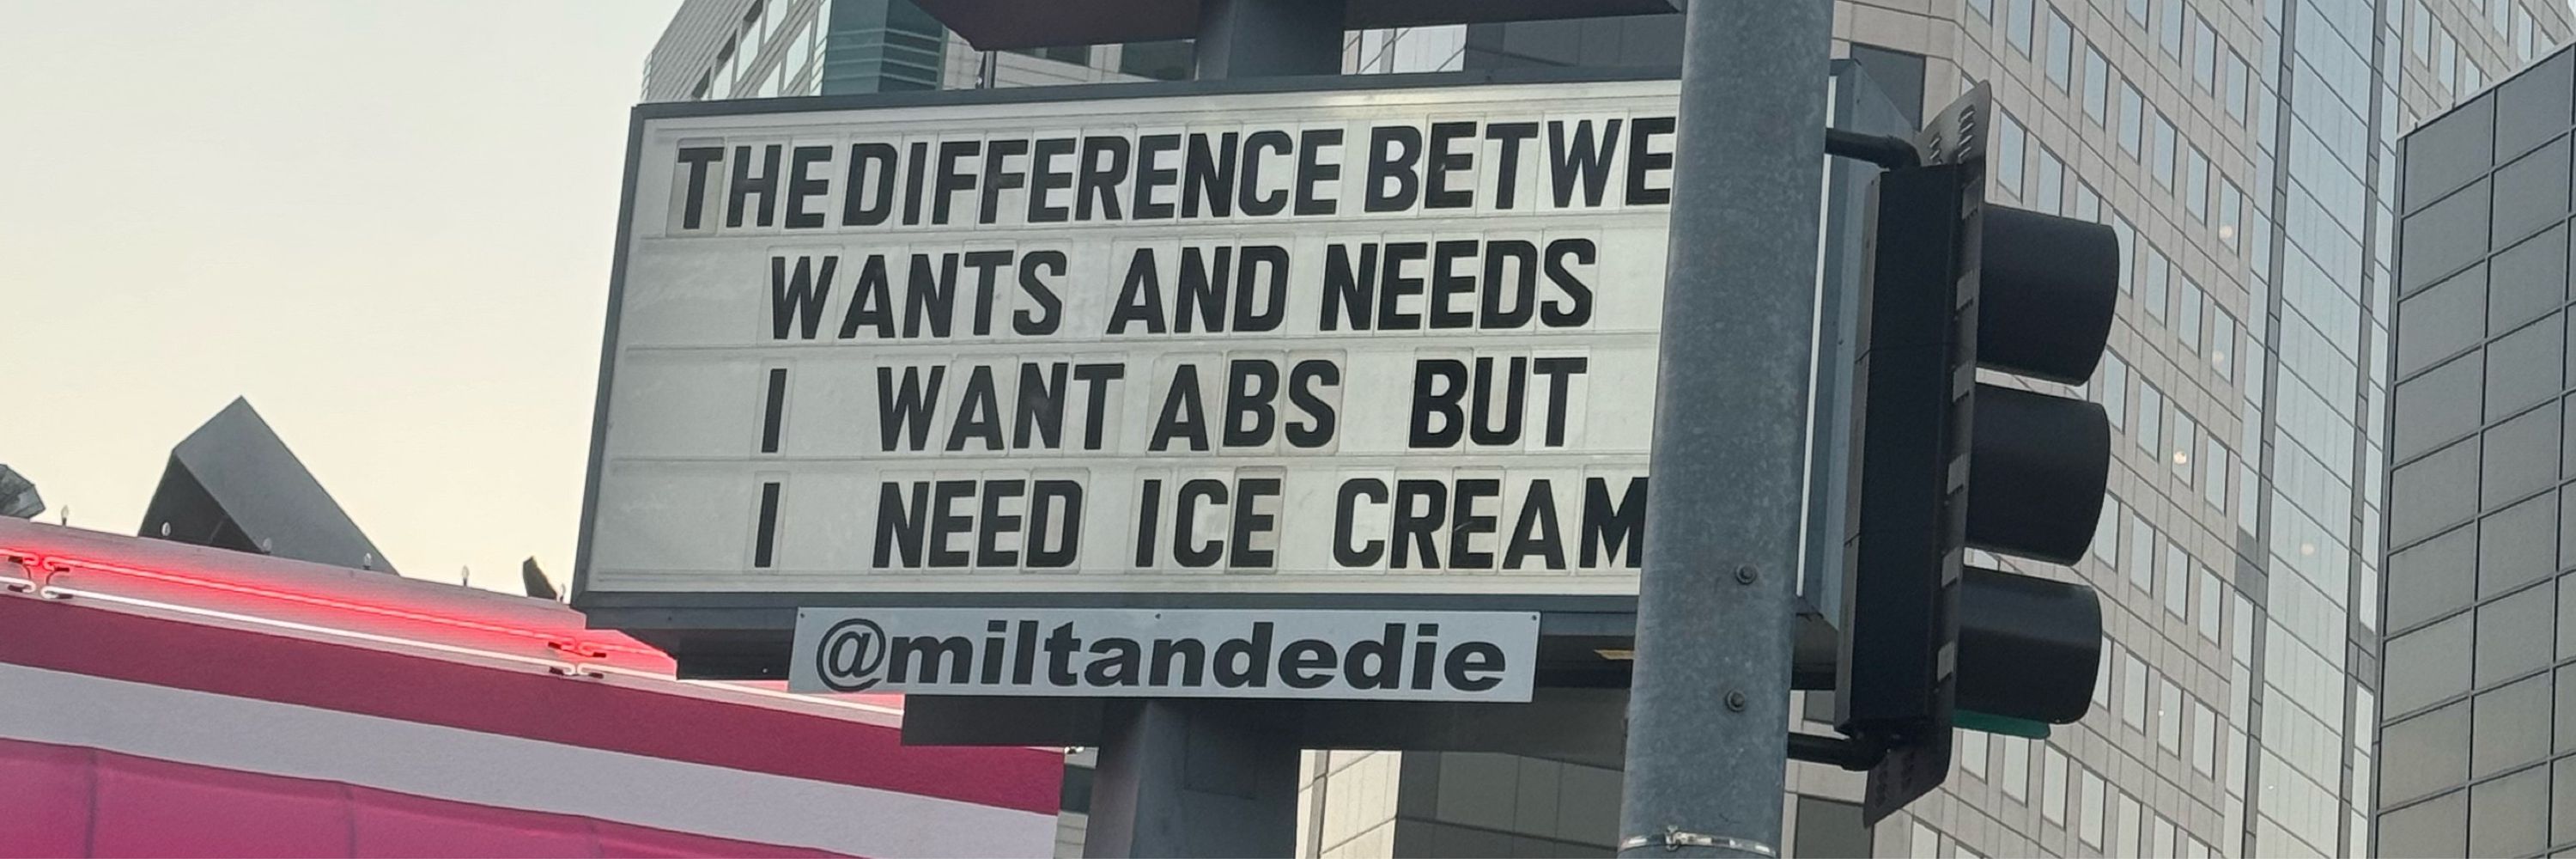 THE DIFFERENCE BETWE
WANTS AND NEEDS
I WANT ABS BUT
I NEED ICE CREAM
@miltandedie